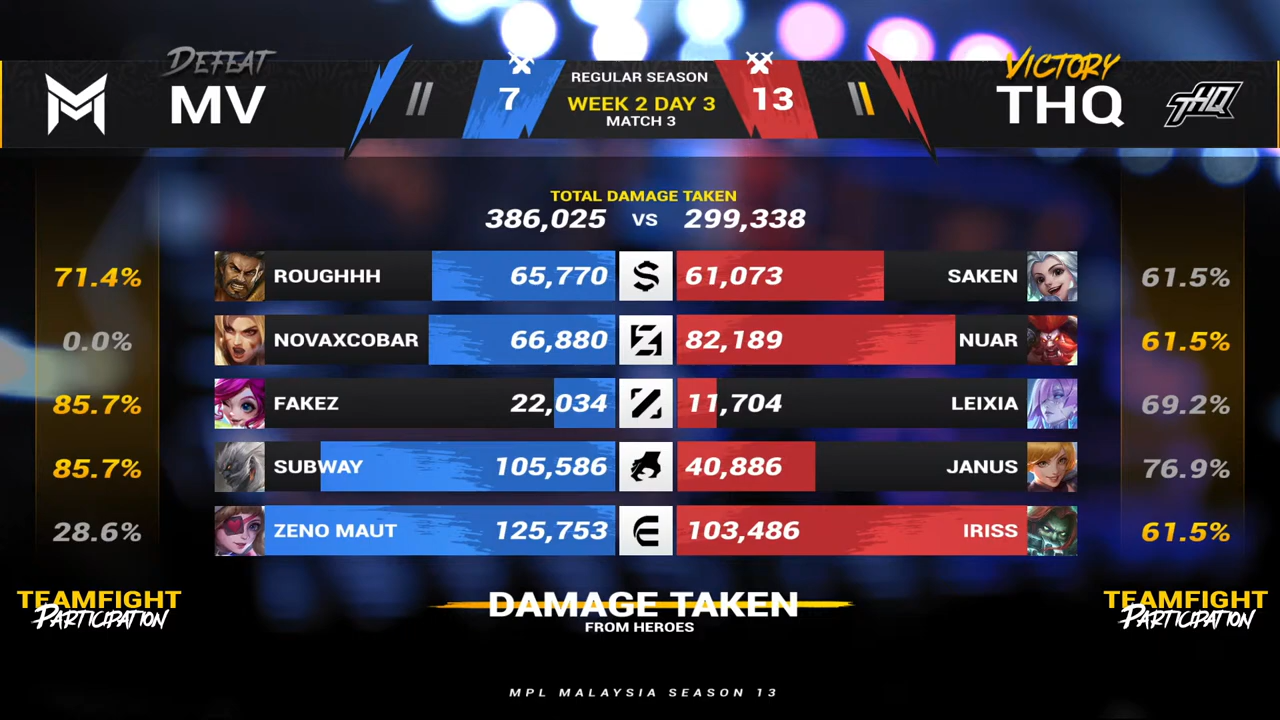 DEFEAT
MV
7
REGULAR SEASON
WEEK 2 DAY 3
MATCH 3
13
VICTORY
THQ
THQ
TOTAL DAMAGE TAKEN
386,025 VS 299,338
71.4% ROUGHHH 65,770 61,073 SAKEN 61.5%
0.0% NOVAXCOBAR 66,880 82,189 NUAR 61.5%
85.7% FAKEZ 22,034 11,704 LEIXIA 69.2%
85.7% SUBWAY 105,586 40,886 JANUS 76.9%
28.6% ZENO MAUT 125,753 103,486 IRISS 61.5%
TEAMFIGHT
PARTICIPATION
DAMAGE TAKEN
FROM HEROES
TEAMFIGHT
PARTICIPATION
MPL MALAYSIA SEASON 13